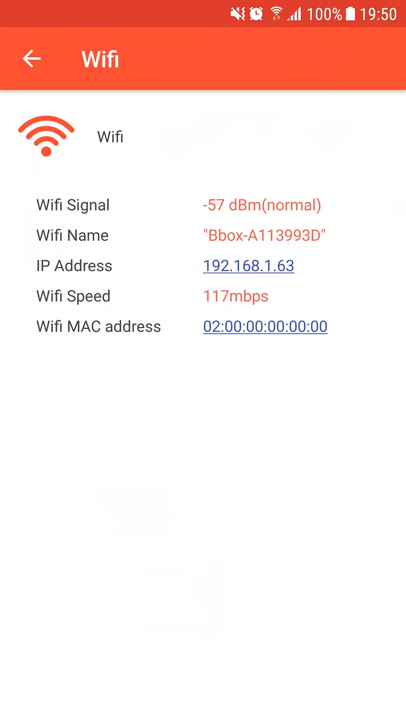 100% 19:50
Wifi
Wifi
Wifi Signal -57 dBm(normal)
Wifi Name "Bbox-A113993D"
IP Address 192.168.1.63
Wifi Speed 117mbps
Wifi MAC address 02:00:00:00:00:00